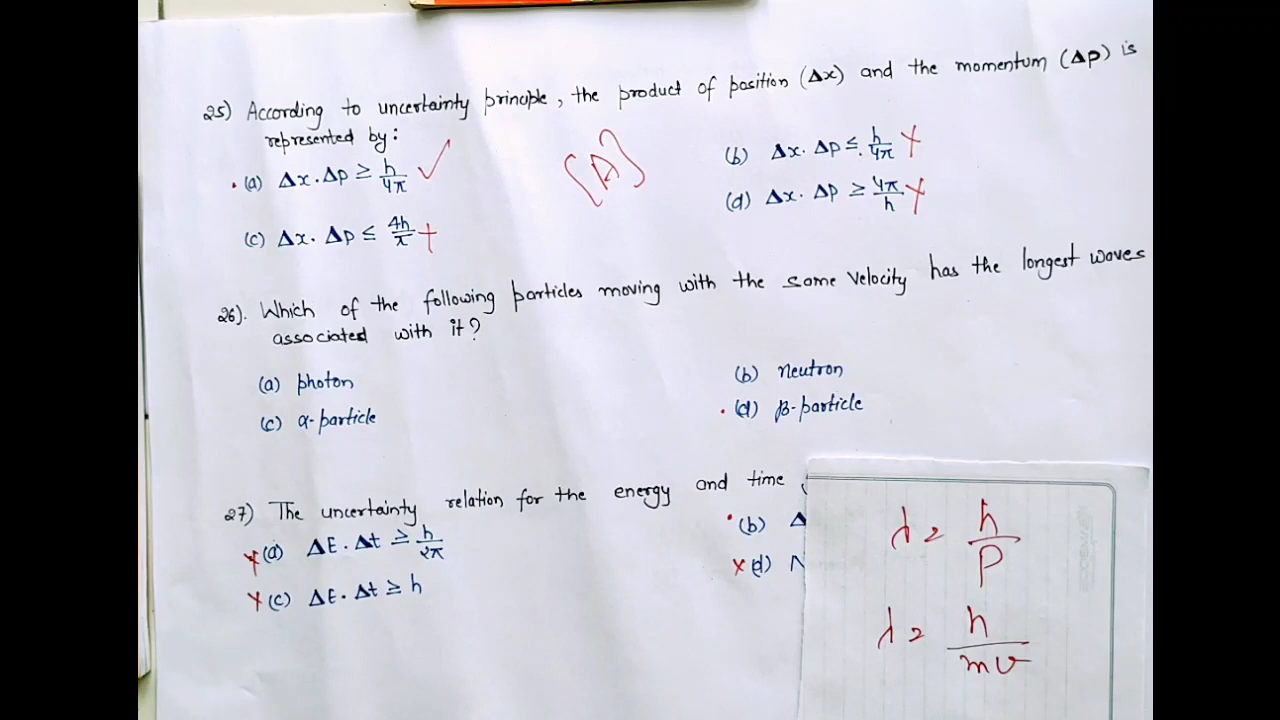 25) According to uncertainty principle, the product of position (Δx) and the momentum (Δp) is
represented by:
(a) Δx. Δp ≥ h/4π ✓
[A]
(b) Δx. Δp ≤ h/4π ✗
(c) Δx. Δp ≤ 4h/π ✗
(d) Δx. Δp ≥ 4π/h ✗
26). Which of the following particles moving with the same velocity has the longest waves
associated with it?
(a) photon
(b) neutron
(c) α-particle
(d) β-particle
27) The uncertainty relation for the energy and time
✗ (a) ΔE. Δt ≥ h/2π
(b) Δ
✗ (c) ΔE. Δt ≥ h
✗ (d)
λ = h/P
λ = h/mv